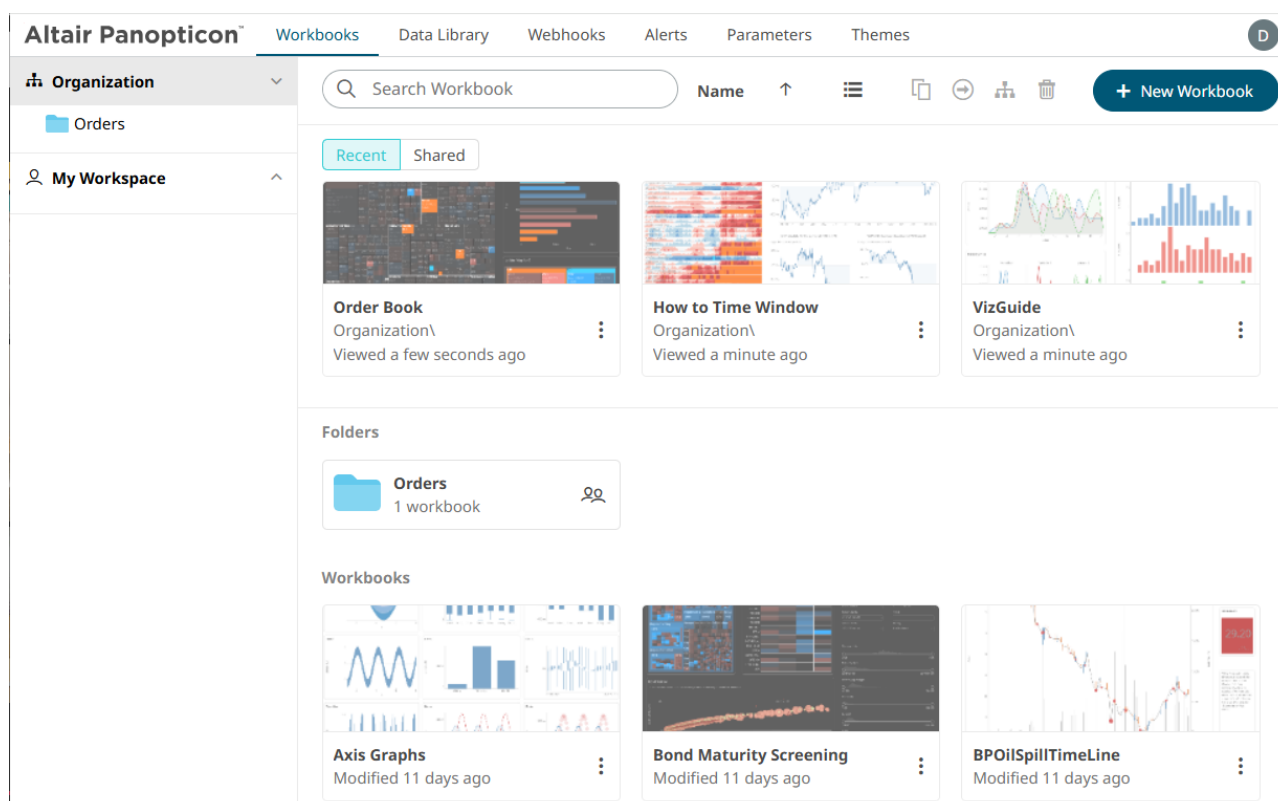 Altair Panopticon™
Workbooks Data Library Webhooks Alerts Parameters Themes
D
Organization
Orders
My Workspace
Search Workbook
Name
+ New Workbook
Recent Shared
Order Book
Organization\
Viewed a few seconds ago
How to Time Window
Organization\
Viewed a minute ago
VizGuide
Organization\
Viewed a minute ago
Folders
Orders
1 workbook
Workbooks
29.20
Axis Graphs
Modified 11 days ago
Bond Maturity Screening
Modified 11 days ago
BPOilSpillTimeLine
Modified 11 days ago